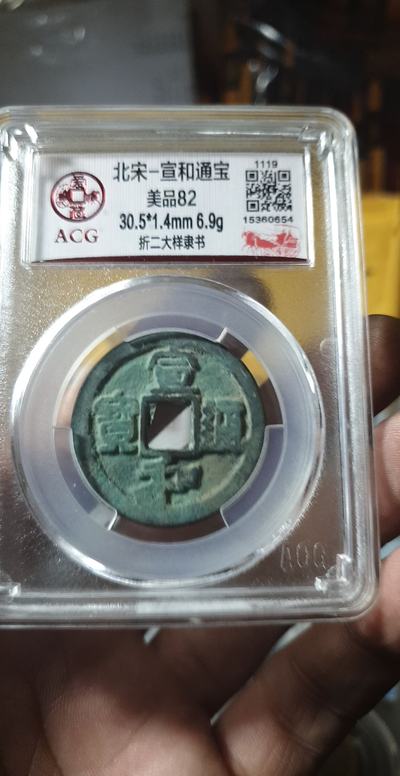 北宋-宣和通宝
美品82
30.5*1.4mm 6.9g
折二大样隶书
ACG
1119
15360654
宣
寳 通
和
ACG